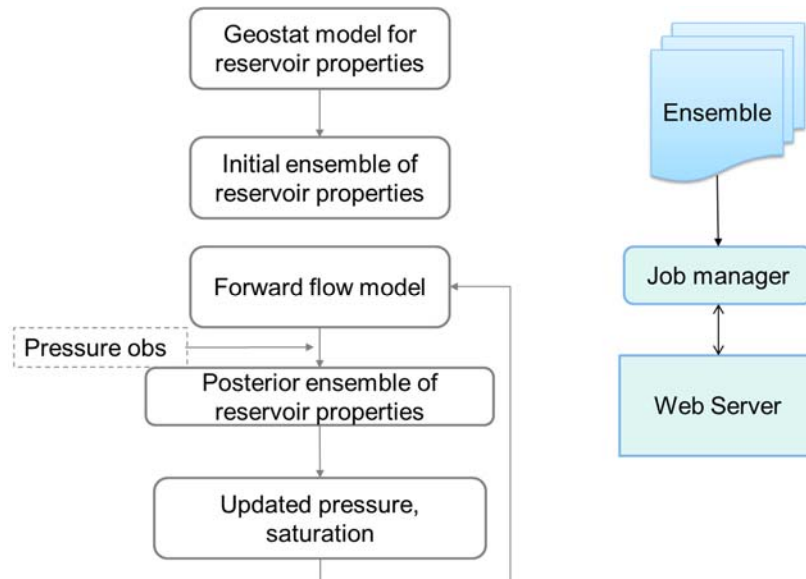 Geostat model for
reservoir properties
Initial ensemble of
reservoir properties
Forward flow model
Pressure obs
Posterior ensemble of
reservoir properties
Updated pressure,
saturation
Ensemble
Job manager
Web Server